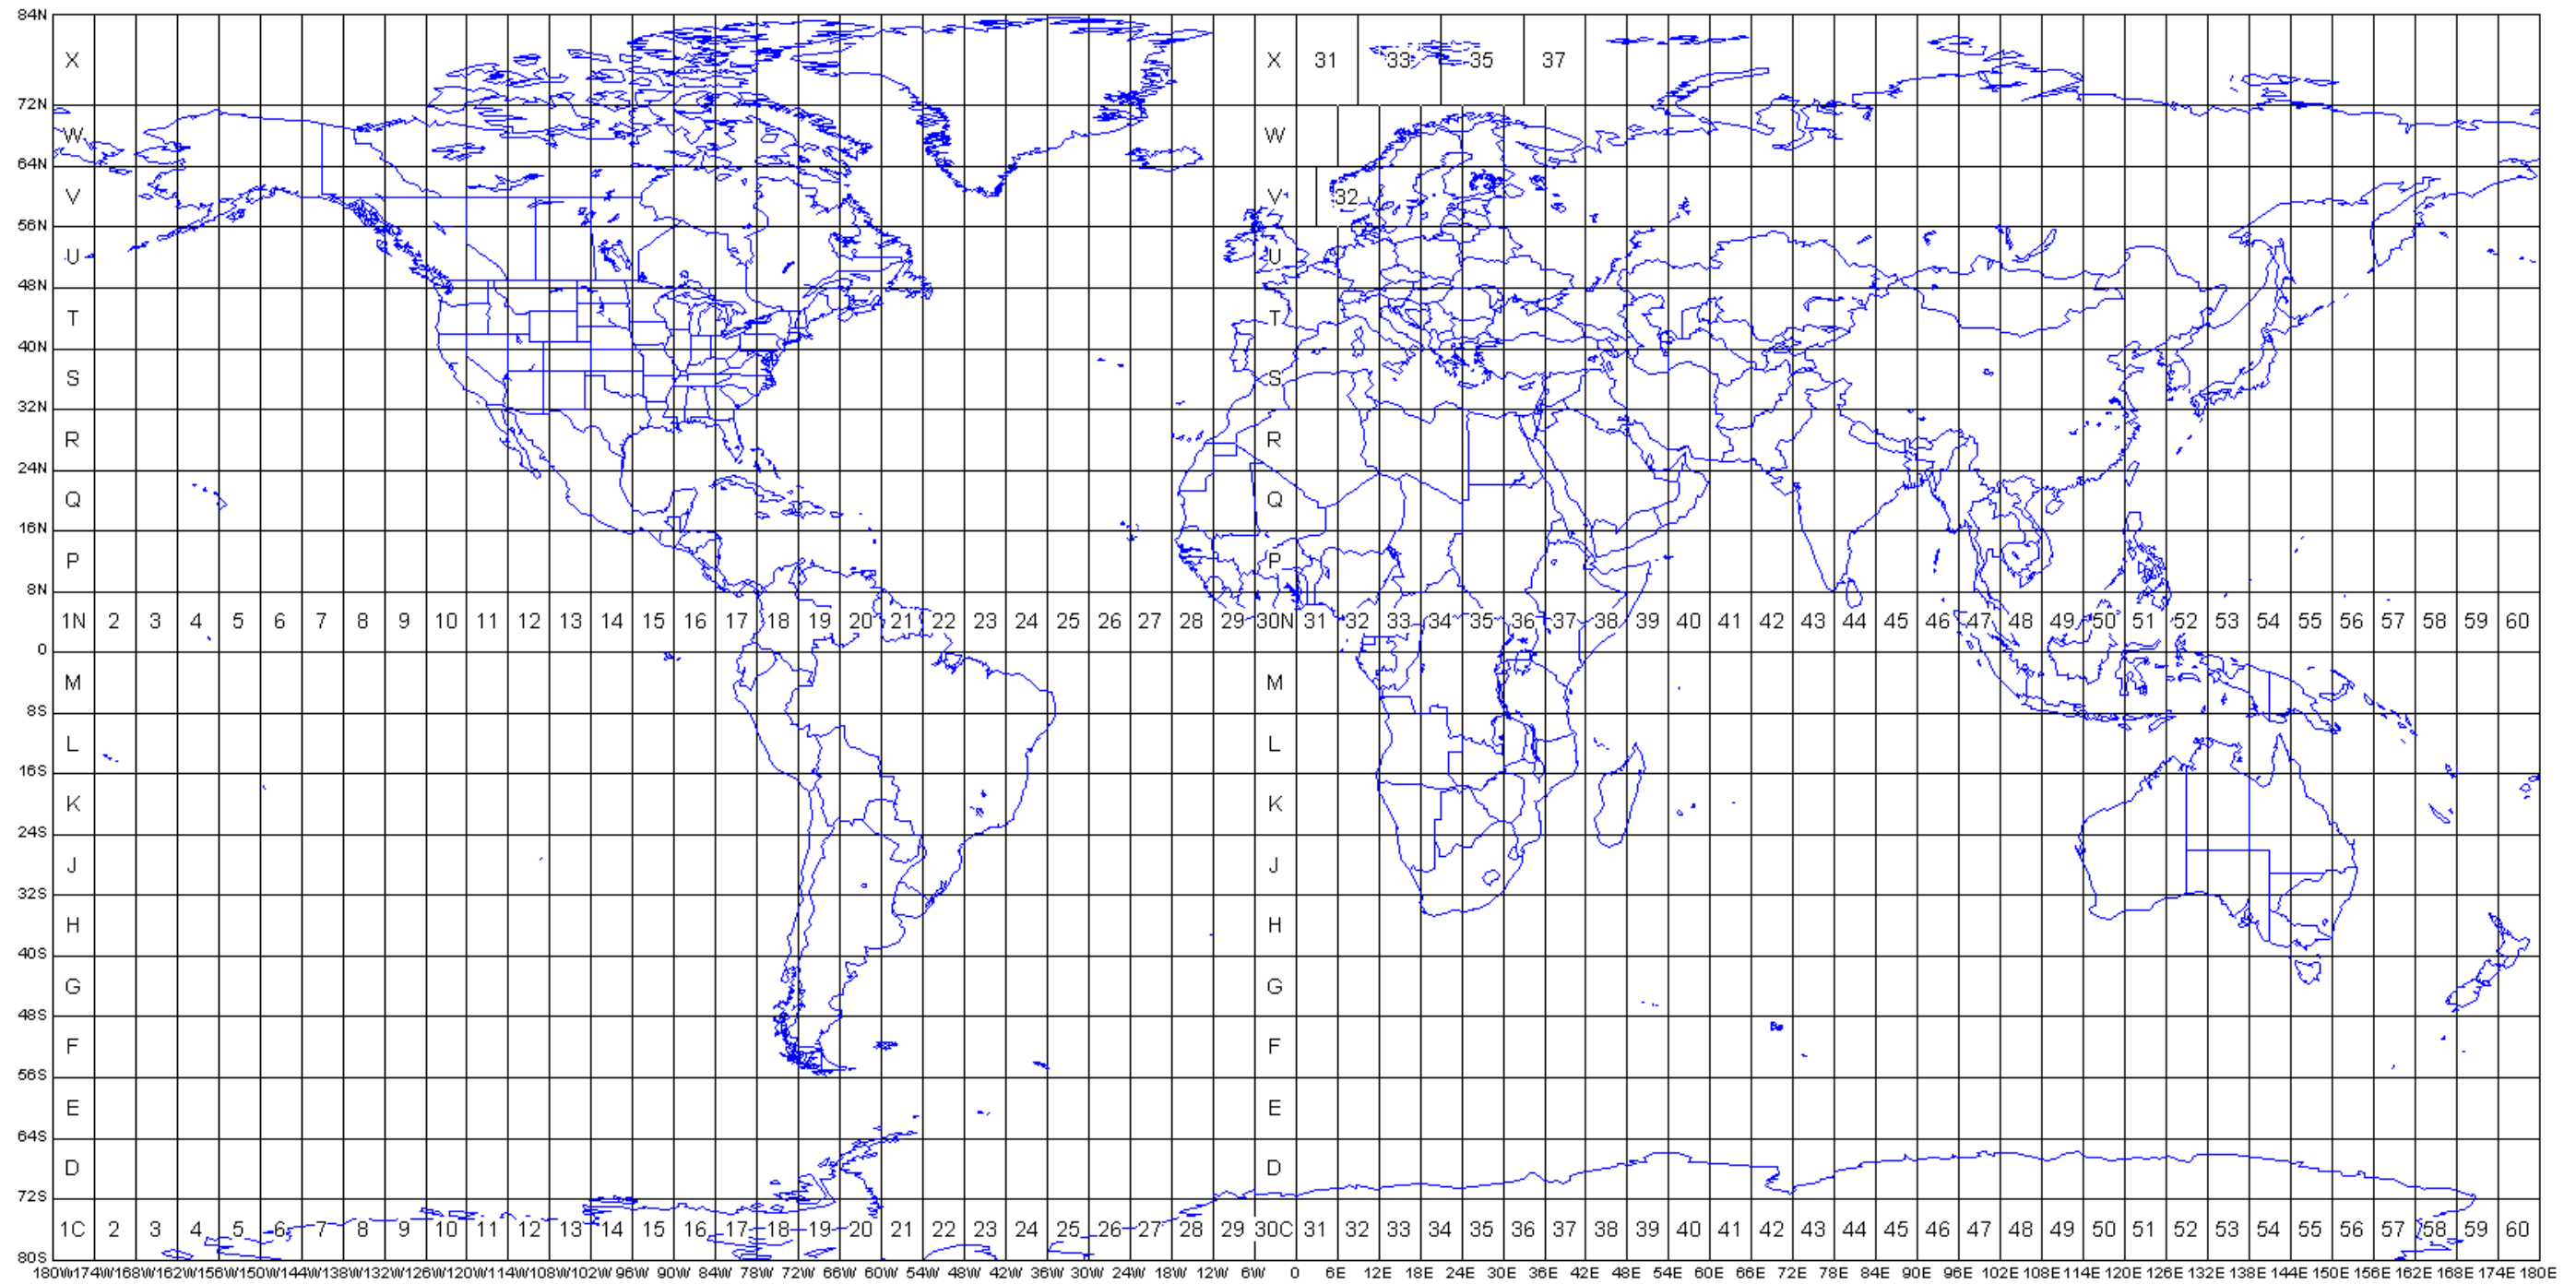 84N
X X 31 33 35 37
72N
W W
64N
V V 32
56N
U U
48N
T T
40N
S S
32N
R R
24N
Q Q
16N
P P
8N
1N 2 3 4 5 6 7 8 9 10 11 12 13 14 15 16 17 18 19 20 21 22 23 24 25 26 27 28 29 30N 31 32 33 34 35 36 37 38 39 40 41 42 43 44 45 46 47 48 49 50 51 52 53 54 55 56 57 58 59 60
0
M M
8S
L L
16S
K K
24S
J J
32S
H H
40S
G G
48S
F F
56S
E E
64S
D D
72S
1C 2 3 4 5 6 7 8 9 10 11 12 13 14 15 16 17 18 19 20 21 22 23 24 25 26 27 28 29 30C 31 32 33 34 35 36 37 38 39 40 41 42 43 44 45 46 47 48 49 50 51 52 53 54 55 56 57 58 59 60
80S
180W 174W 168W 162W 156W 150W 144W 138W 132W 126W 120W 114W 108W 102W 96W 90W 84W 78W 72W 66W 60W 54W 48W 42W 36W 30W 24W 18W 12W 6W 0 6E 12E 18E 24E 30E 36E 42E 48E 54E 60E 66E 72E 78E 84E 90E 96E 102E 108E 114E 120E 126E 132E 138E 144E 150E 156E 162E 168E 174E 180E